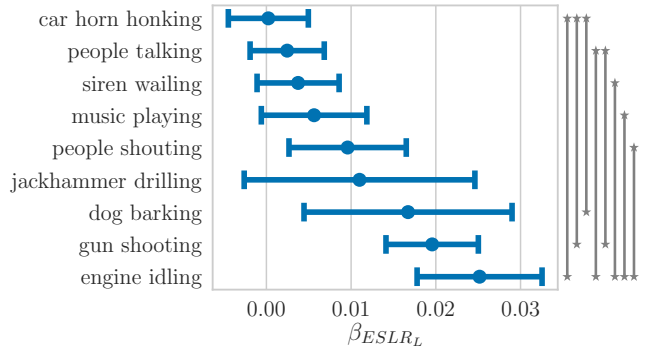 car horn honking
people talking
siren wailing
music playing
people shouting
jackhammer drilling
dog barking
gun shooting
engine idling
0.00 0.01 0.02 0.03
β_{ESLR_L}